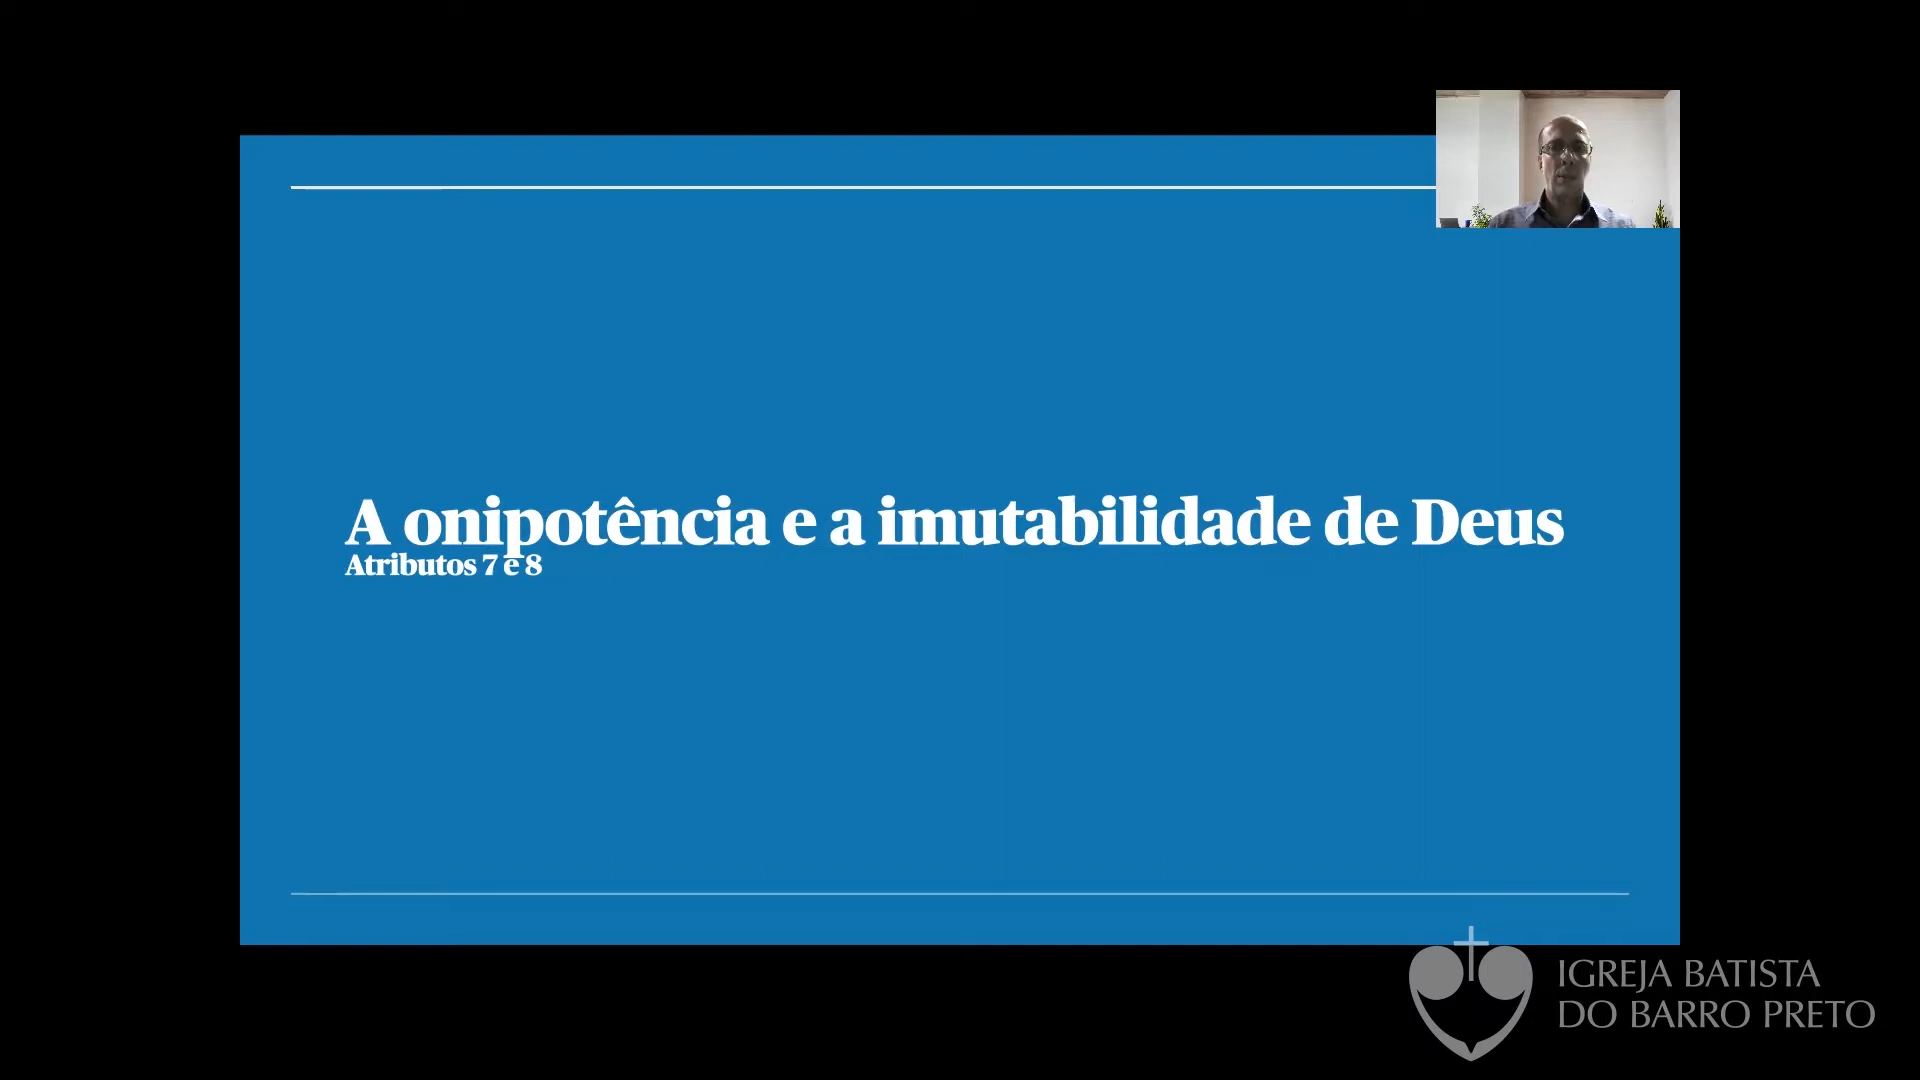 A onipotência e a imutabilidade de Deus
Atributos 7 e 8
IGREJA BATISTA
DO BARRO PRETO